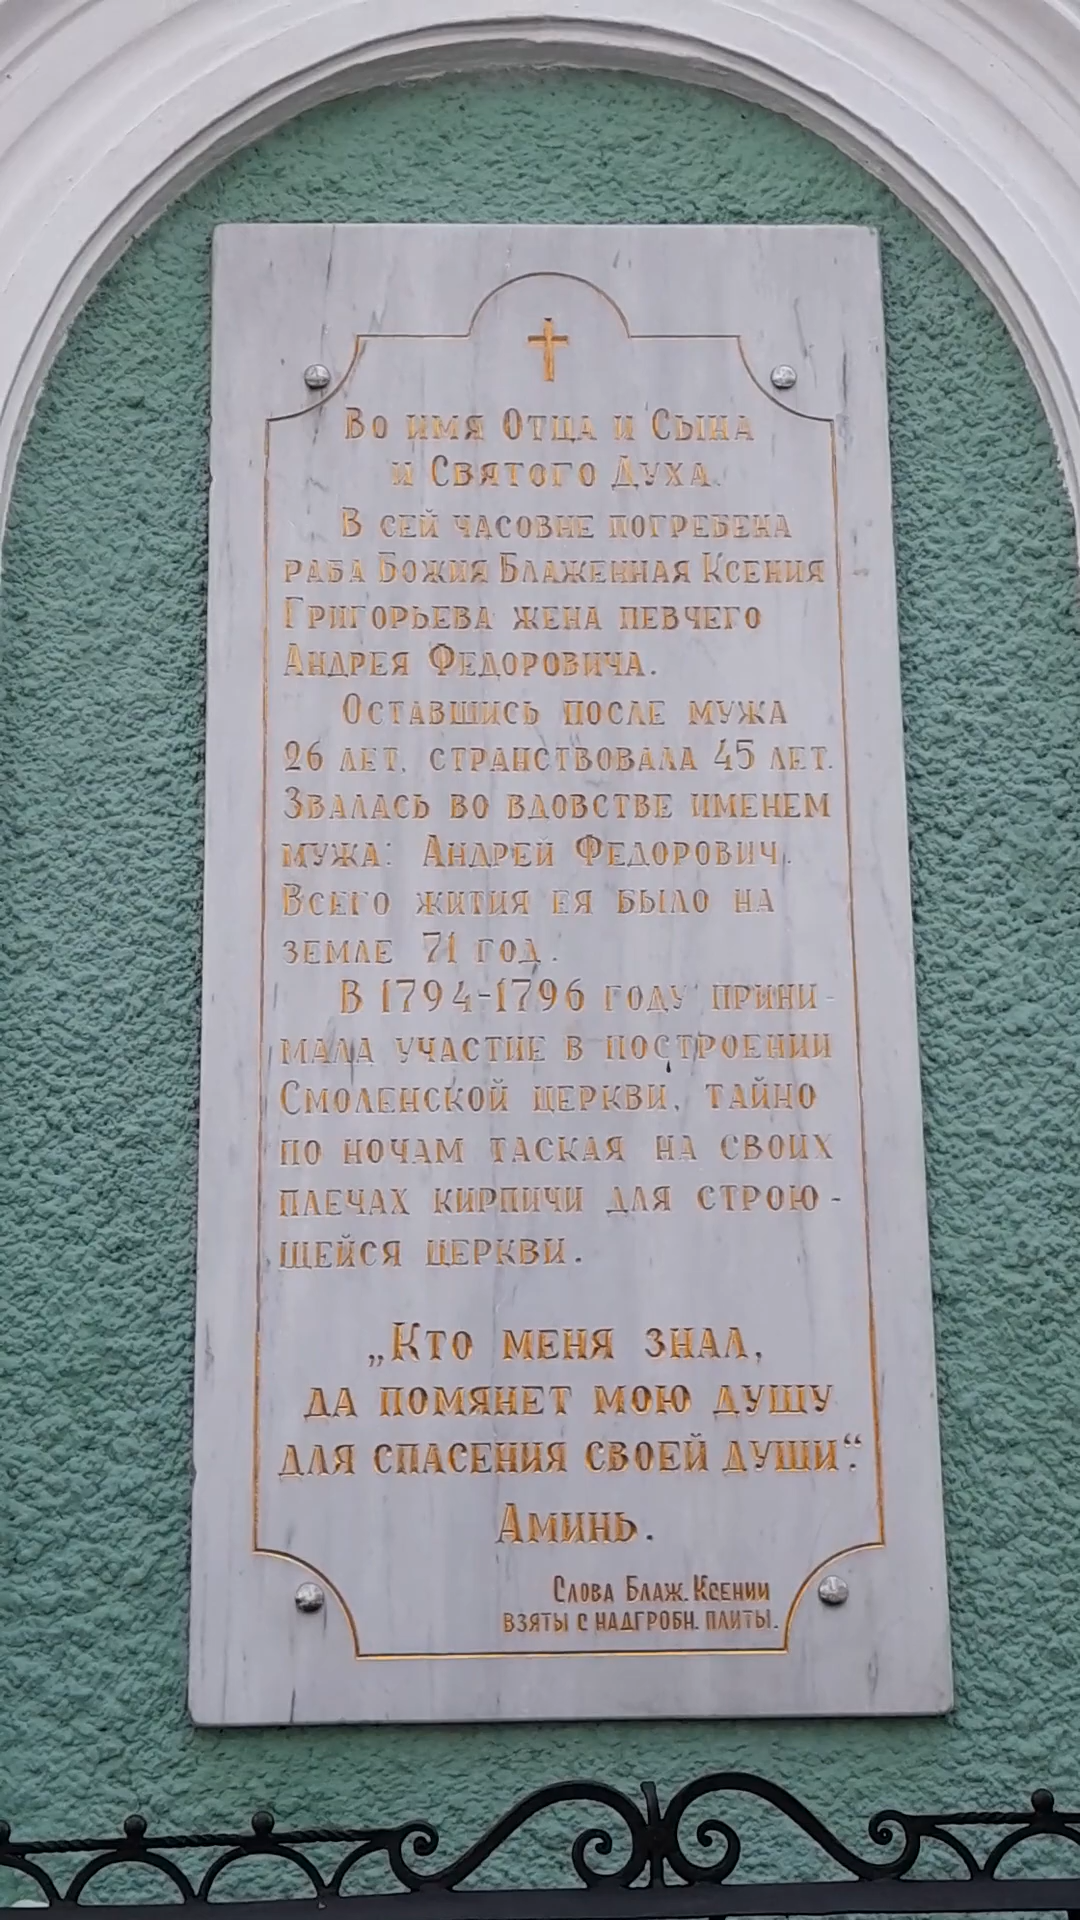 Во имя Отца и Сына
и Святого Духа.
В сей часовне погребена
раба Божия Блаженная Ксения
Григорьева жена певчего
Андрея Федоровича.
Оставшись после мужа
26 лет, странствовала 45 лет.
Звалась во вдовстве именем
мужа: Андрей Федорович.
Всего жития ея было на
земле 71 год.
В 1794-1796 году прини-
мала участие в построении
Смоленской церкви, тайно
по ночам таская на своих
плечах кирпичи для строю-
щейся церкви.
„Кто меня знал,
да помянет мою душу
для спасения своей души“.
Аминь.
Слова Блаж. Ксении
взяты с надгробн. плиты.